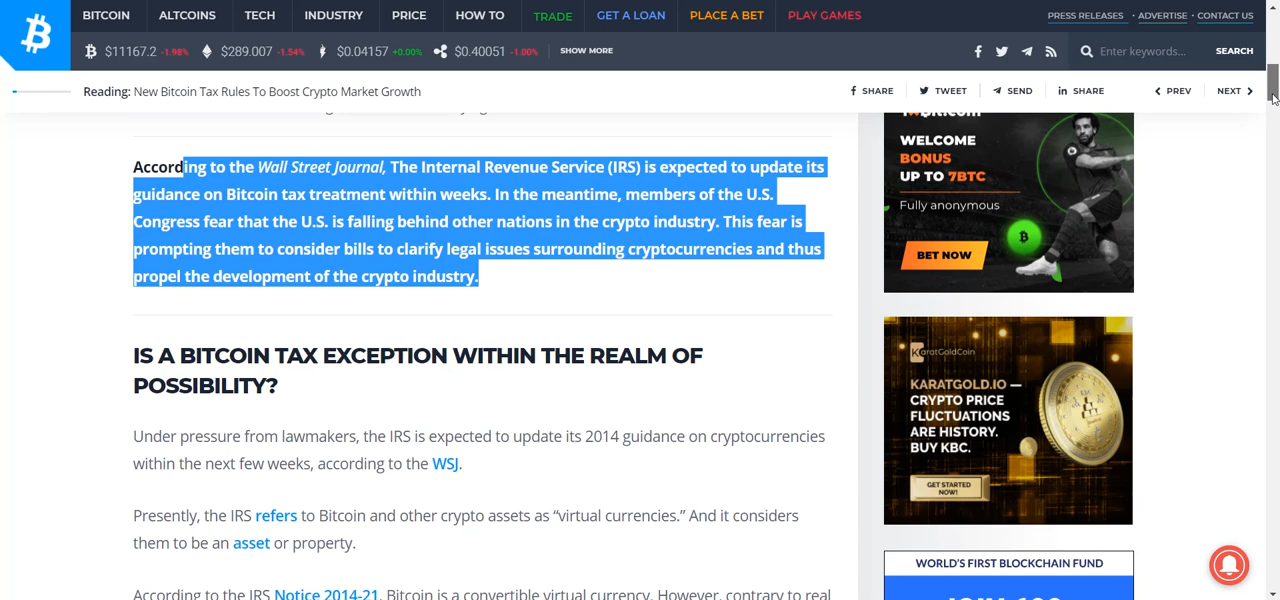 BITCOIN ALTCOINS TECH INDUSTRY PRICE HOW TO TRADE GET A LOAN PLACE A BET PLAY GAMES PRESS RELEASES · ADVERTISE · CONTACT US
$11167.2 -1.98% $289.007 -1.54% $0.04157 +0.00% $0.40051 -1.00% SHOW MORE Enter keywords... SEARCH
Reading: New Bitcoin Tax Rules To Boost Crypto Market Growth SHARE TWEET SEND SHARE PREV NEXT
According to the Wall Street Journal, The Internal Revenue Service (IRS) is expected to update its
guidance on Bitcoin tax treatment within weeks. In the meantime, members of the U.S.
Congress fear that the U.S. is falling behind other nations in the crypto industry. This fear is
prompting them to consider bills to clarify legal issues surrounding cryptocurrencies and thus
propel the development of the crypto industry.
IS A BITCOIN TAX EXCEPTION WITHIN THE REALM OF
POSSIBILITY?
Under pressure from lawmakers, the IRS is expected to update its 2014 guidance on cryptocurrencies
within the next few weeks, according to the WSJ.
Presently, the IRS refers to Bitcoin and other crypto assets as “virtual currencies.” And it considers
them to be an asset or property.
According to the IRS Notice 2014-21, Bitcoin is a convertible virtual currency. However, contrary to real
WELCOME
BONUS
UP TO 7BTC
Fully anonymous
BET NOW
KaratGoldCoin
KARATGOLD.IO —
CRYPTO PRICE
FLUCTUATIONS
ARE HISTORY.
BUY KBC.
GET STARTED
NOW!
WORLD'S FIRST BLOCKCHAIN FUND